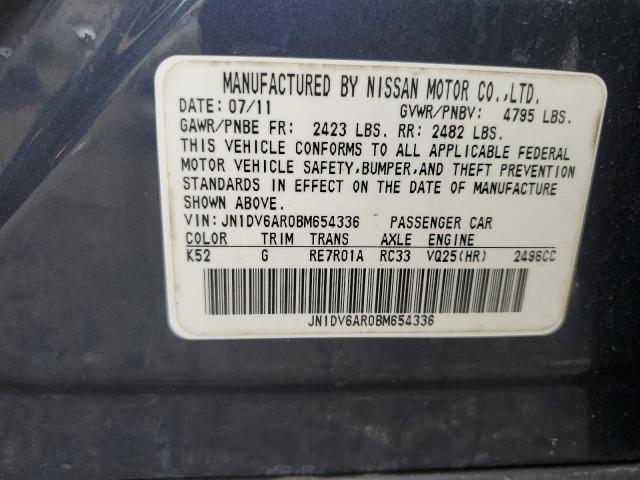 MANUFACTURED BY NISSAN MOTOR CO.,LTD.
DATE: 07/11 GVWR/PNBV: 4795 LBS.
GAWR/PNBE FR: 2423 LBS. RR: 2482 LBS.
THIS VEHICLE CONFORMS TO ALL APPLICABLE FEDERAL
MOTOR VEHICLE SAFETY,BUMPER,AND THEFT PREVENTION
STANDARDS IN EFFECT ON THE DATE OF MANUFACTURE
SHOWN ABOVE.
VIN: JN1DV6AR0BM654336 PASSENGER CAR
COLOR TRIM TRANS AXLE ENGINE
K52 G RE7R01A RC33 VQ25(HR) 2496CC
JN1DV6AR0BM654336